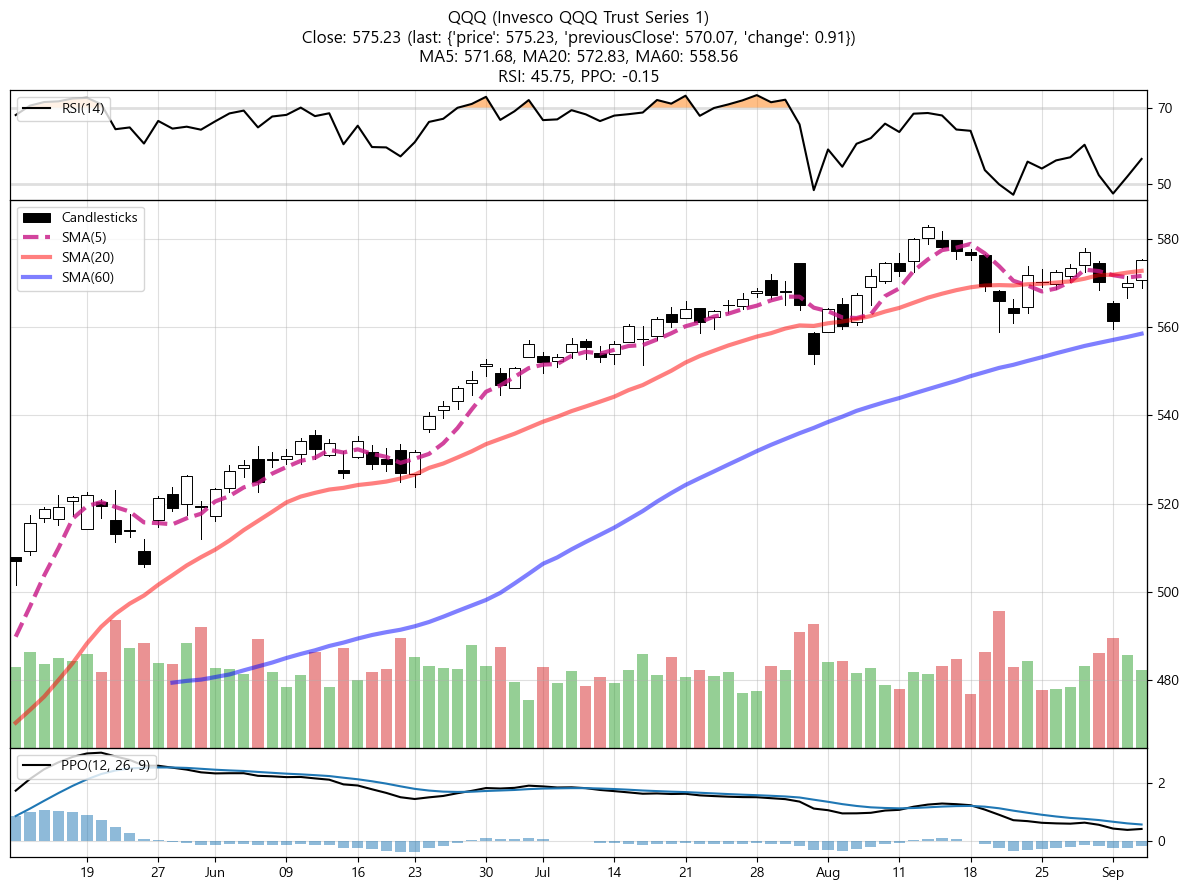 QQQ (Invesco QQQ Trust Series 1)
Close: 575.23 (last: {'price': 575.23, 'previousClose': 570.07, 'change': 0.91})
MA5: 571.68, MA20: 572.83, MA60: 558.56
RSI: 45.75, PPO: -0.15
RSI(14)
70
50
Candlesticks
SMA(5)
SMA(20)
SMA(60)
580
560
540
520
500
480
PPO(12, 26, 9)
2
0
19 27 Jun 09 16 23 30 Jul 14 21 28 Aug 11 18 25 Sep